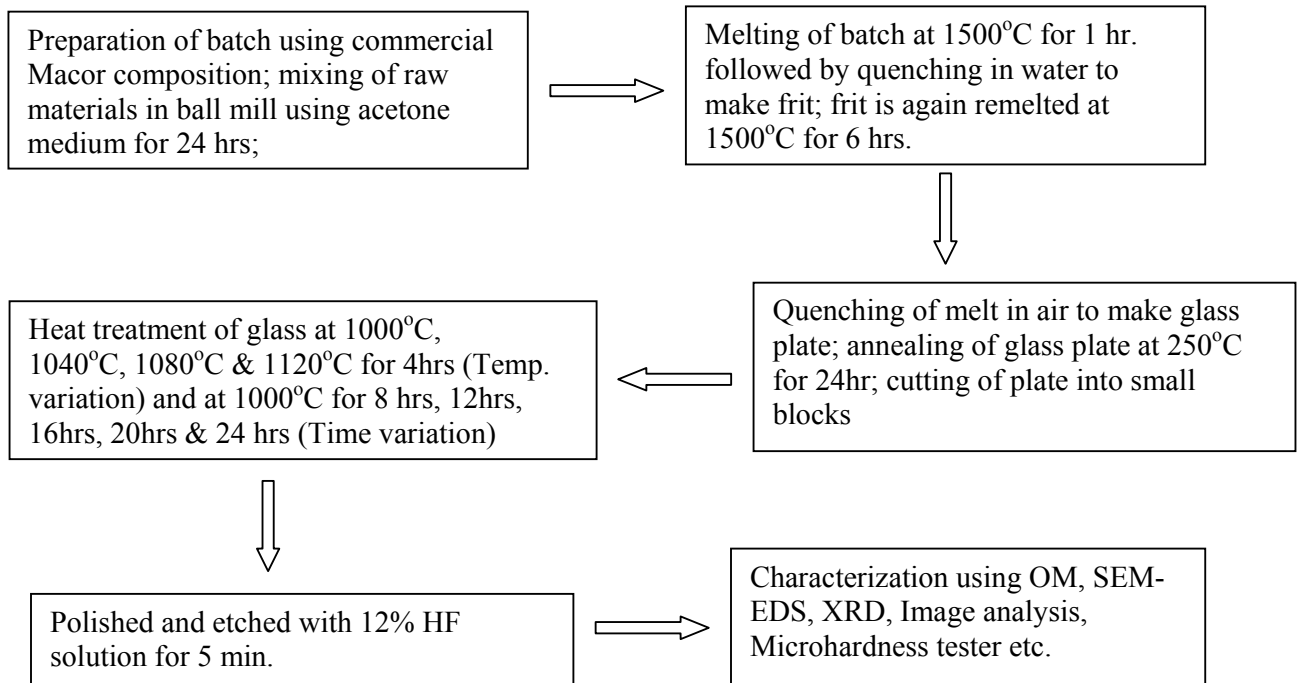 Preparation of batch using commercial
Macor composition; mixing of raw
materials in ball mill using acetone
medium for 24 hrs;
Melting of batch at 1500°C for 1 hr.
followed by quenching in water to
make frit; frit is again remelted at
1500°C for 6 hrs.
Quenching of melt in air to make glass
plate; annealing of glass plate at 250°C
for 24hr; cutting of plate into small
blocks
Heat treatment of glass at 1000°C,
1040°C, 1080°C & 1120°C for 4hrs (Temp.
variation) and at 1000°C for 8 hrs, 12hrs,
16hrs, 20hrs & 24 hrs (Time variation)
Polished and etched with 12% HF
solution for 5 min.
Characterization using OM, SEM-
EDS, XRD, Image analysis,
Microhardness tester etc.